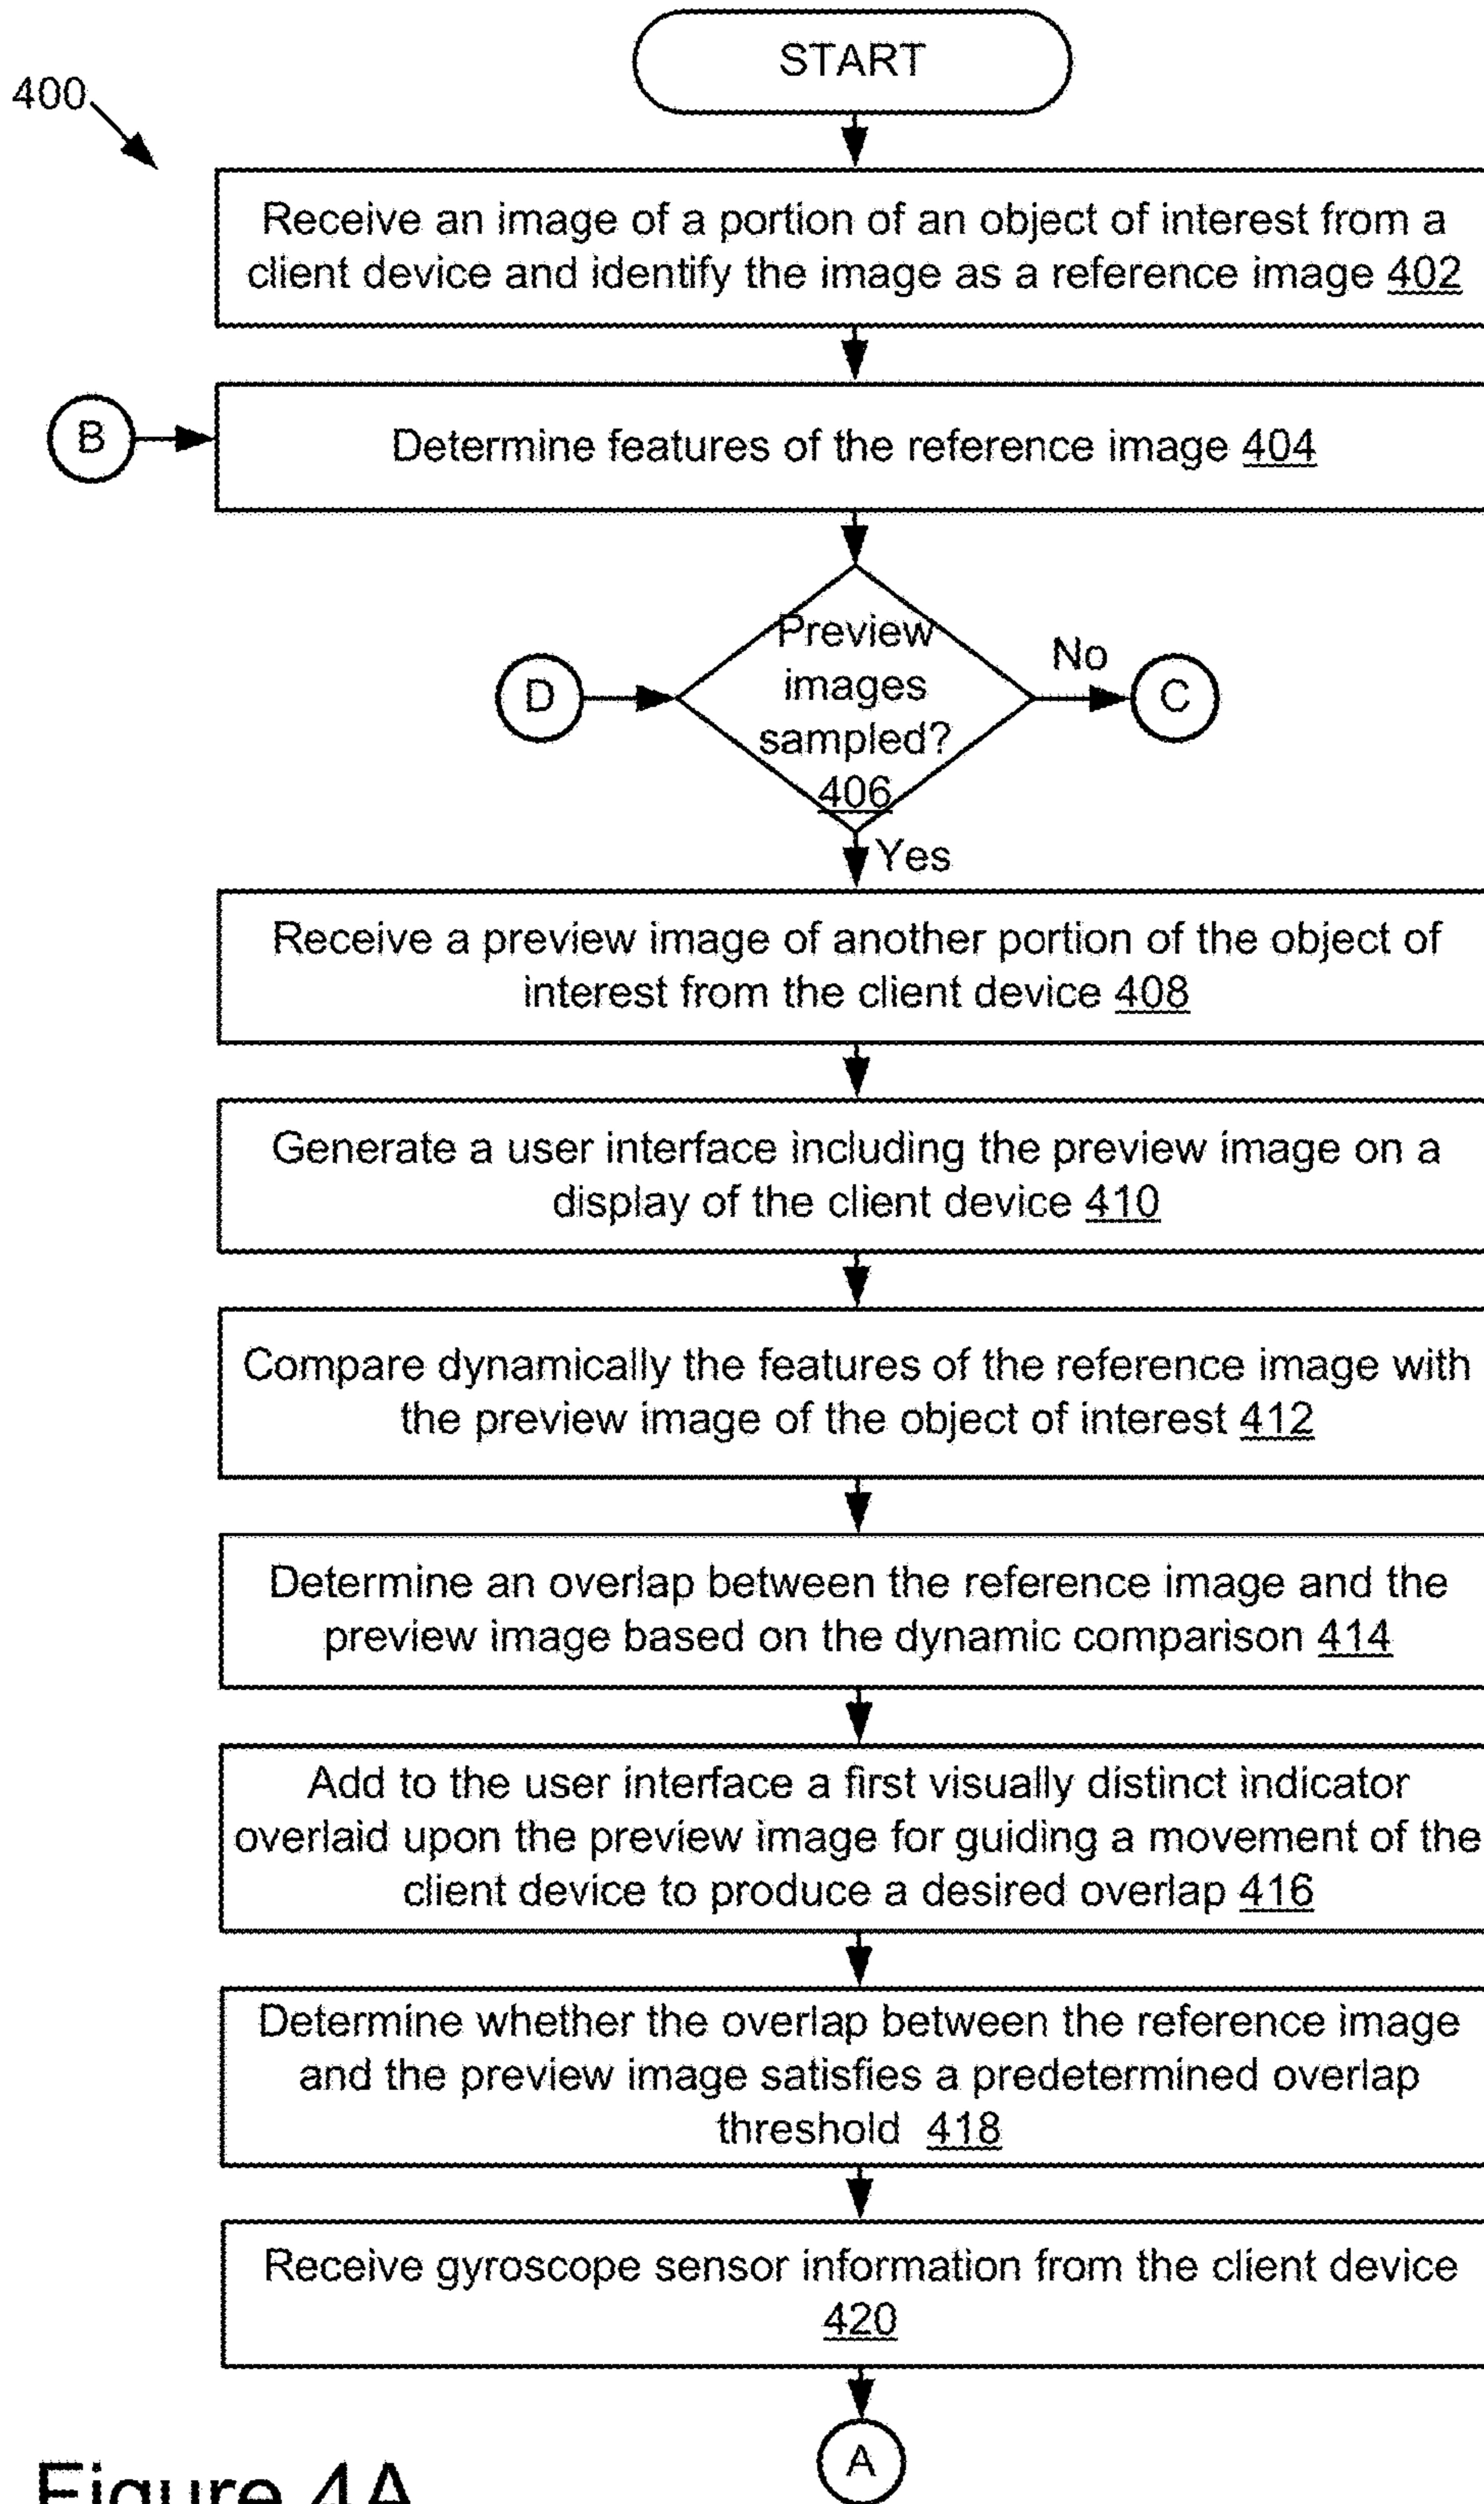 START
400
Receive an image of a portion of an object of interest from a
client device and identify the image as a reference image 402
B
Determine features of the reference image 404
Preview
images
sampled?
406
D
No
C
Yes
Receive a preview image of another portion of the object of
interest from the client device 408
Generate a user interface including the preview image on a
display of the client device 410
Compare dynamically the features of the reference image with
the preview image of the object of interest 412
Determine an overlap between the reference image and the
preview image based on the dynamic comparison 414
Add to the user interface a first visually distinct indicator
overlaid upon the preview image for guiding a movement of the
client device to produce a desired overlap 416
Determine whether the overlap between the reference image
and the preview image satisfies a predetermined overlap
threshold 418
Receive gyroscope sensor information from the client device
420
A
Figure 4A